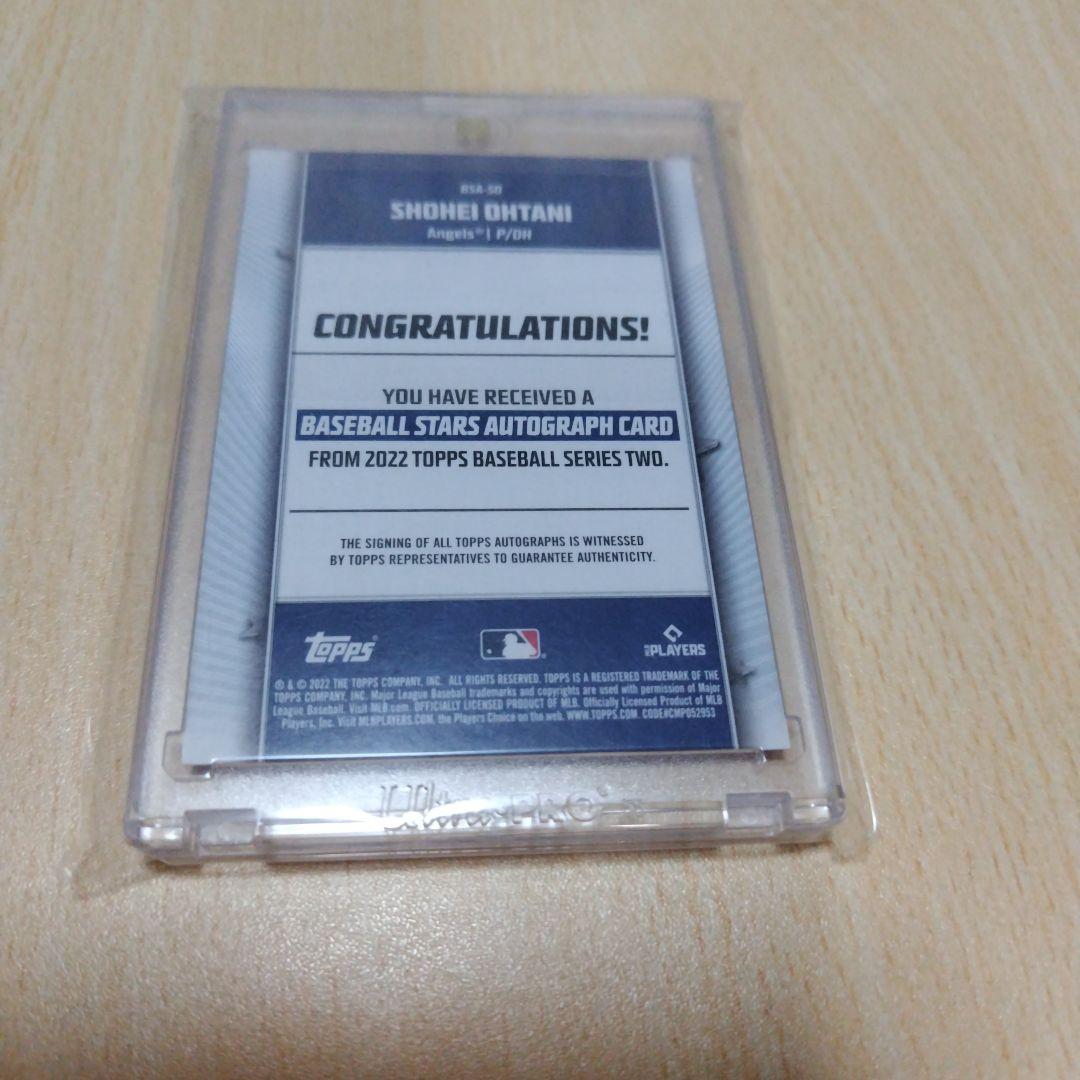 BSA-SO
SHOHEI OHTANI
Angels® | P/DH
CONGRATULATIONS!
YOU HAVE RECEIVED A
BASEBALL STARS AUTOGRAPH CARD
FROM 2022 TOPPS BASEBALL SERIES TWO.
THE SIGNING OF ALL TOPPS AUTOGRAPHS IS WITNESSED
BY TOPPS REPRESENTATIVES TO GUARANTEE AUTHENTICITY.
topps® PLAYERS
® & © 2022 THE TOPPS COMPANY, INC. ALL RIGHTS RESERVED. TOPPS IS A REGISTERED TRADEMARK OF THE
TOPPS COMPANY, INC. Major League Baseball trademarks and copyrights are used with permission of Major
League Baseball. Visit MLB.com. OFFICIALLY LICENSED PRODUCT OF MLB. Officially Licensed Product of MLB
Players, Inc. Visit MLBPLAYERS.COM, the Players Choice on the web. WWW.TOPPS.COM. CODE#CMP052953
Ultra•PRO®